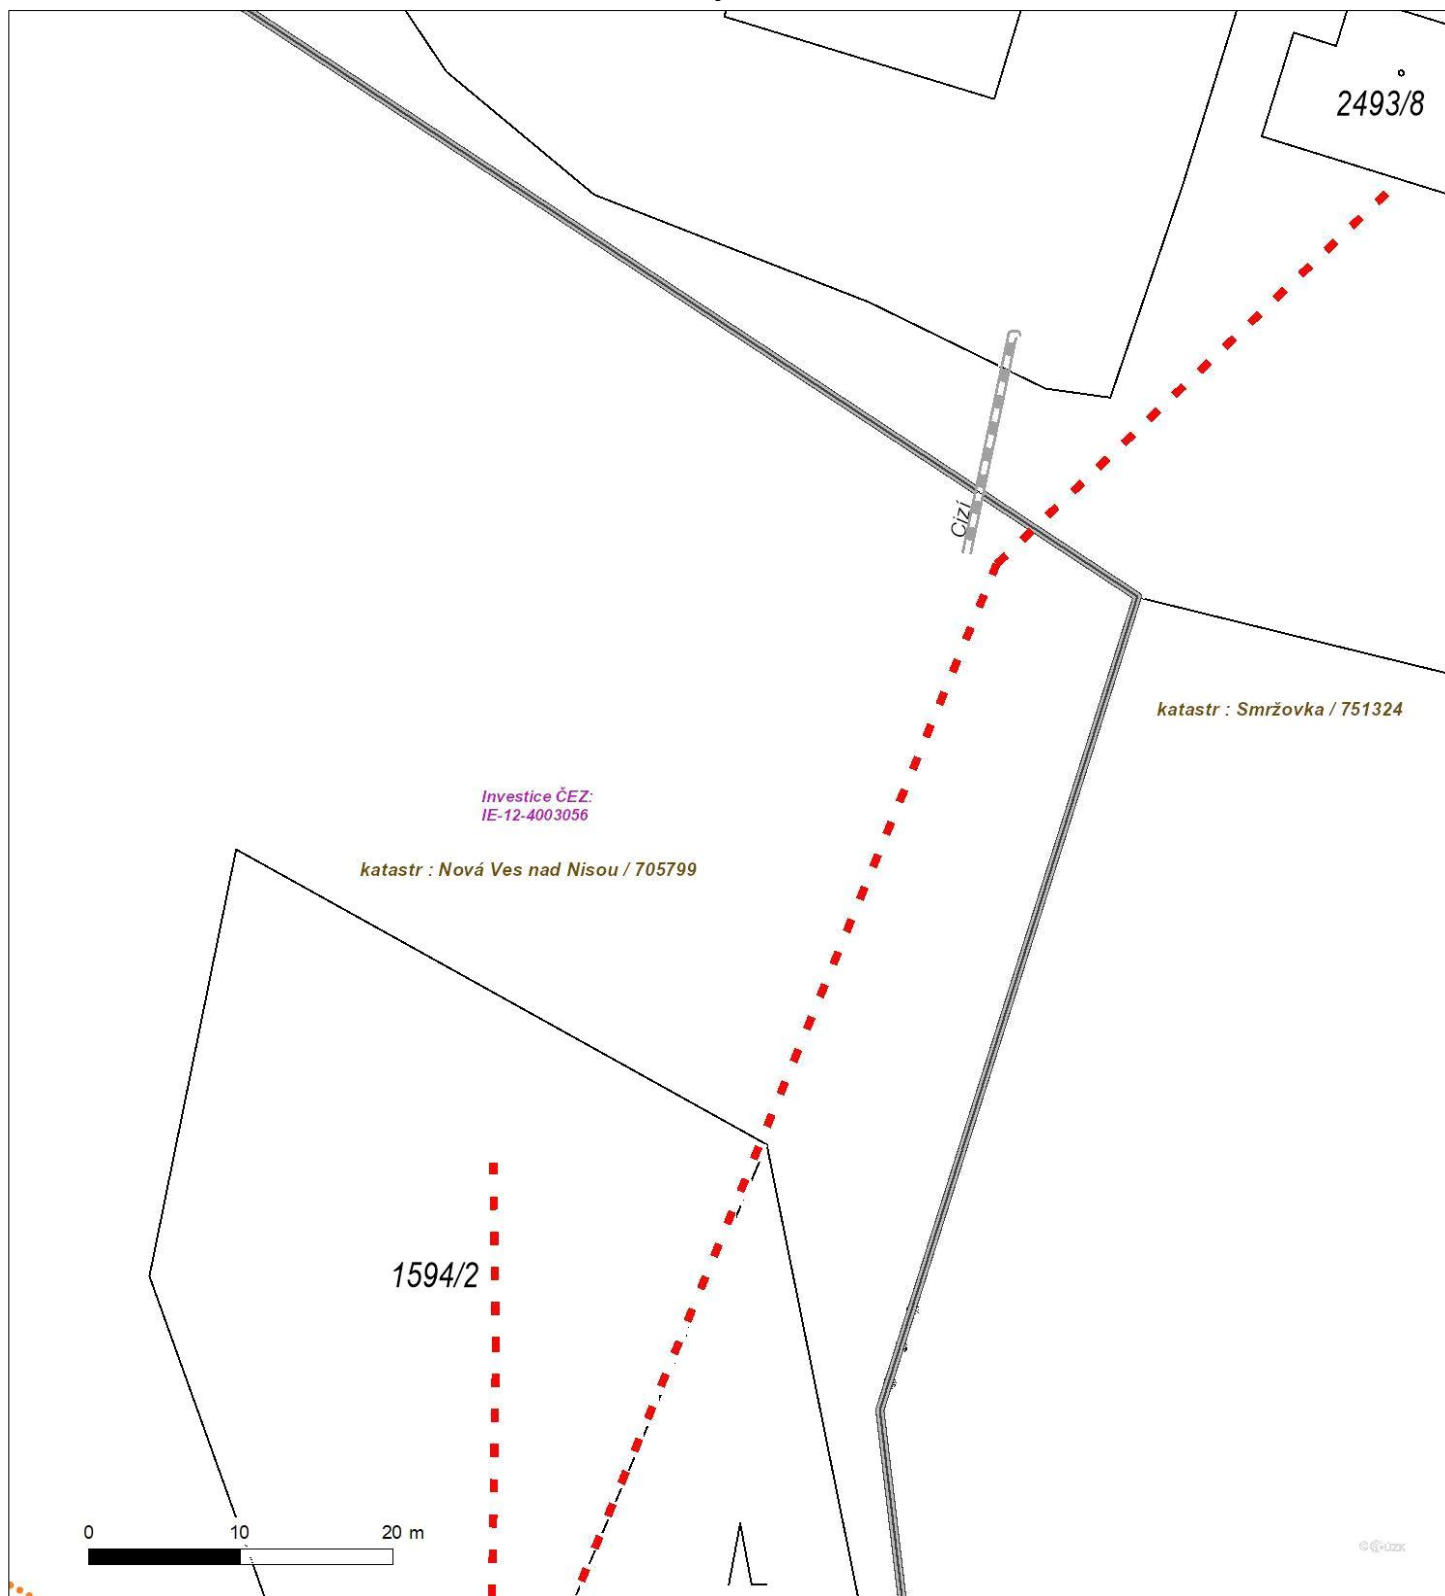 2493/8
Cizí
katastr : Smržovka / 751324
Investice ČEZ:
IE-12-4003056
katastr : Nová Ves nad Nisou / 705799
1594/2
0 10 20 m